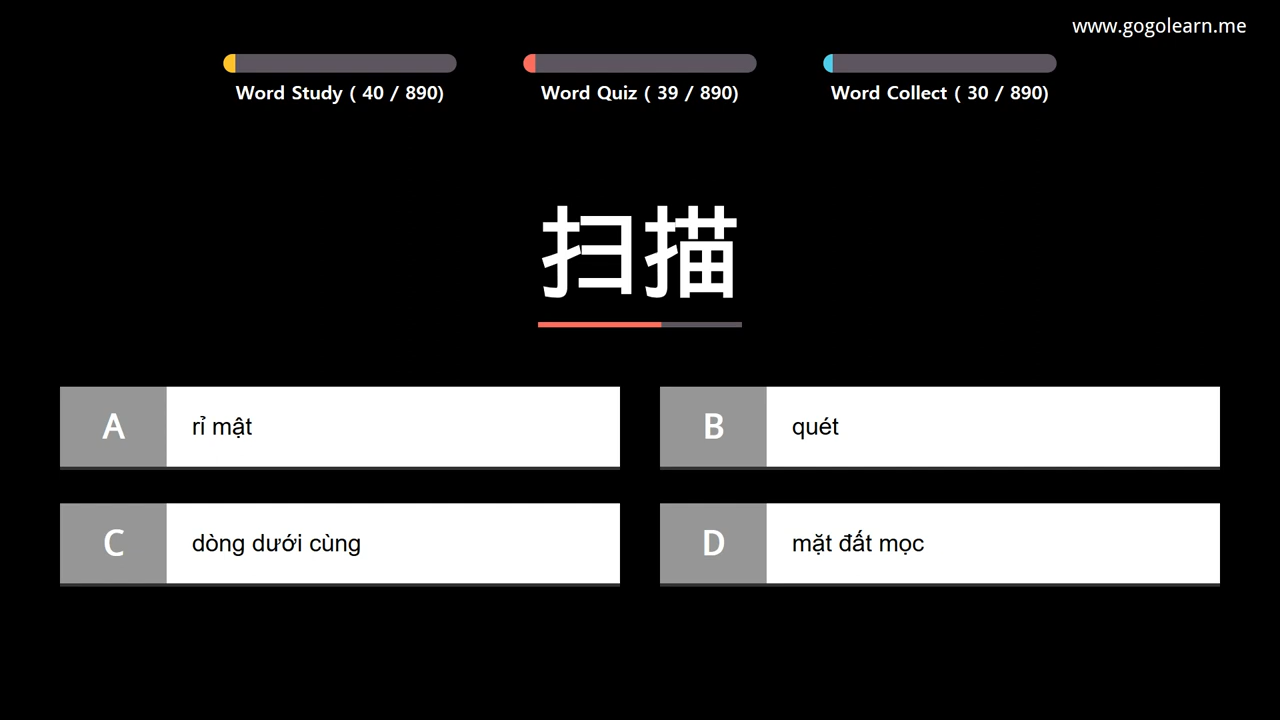 www.gogolearn.me
Word Study ( 40 / 890)
Word Quiz ( 39 / 890)
Word Collect ( 30 / 890)
扫描
A rỉ mật
B quét
C dòng dưới cùng
D mặt đất mọc